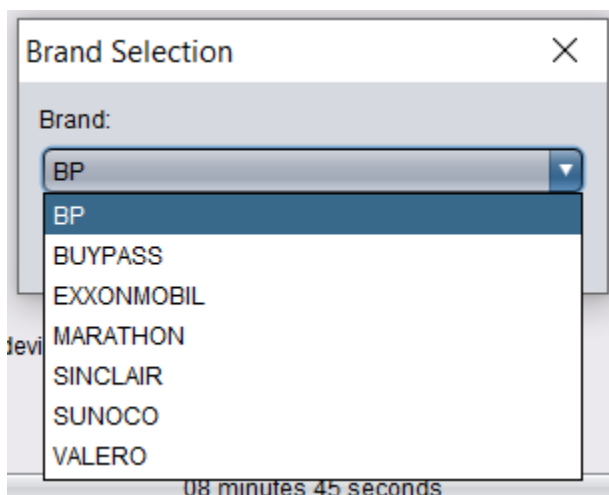 Brand Selection
Brand:
BP
BP
BUYPASS
EXXONMOBIL
MARATHON
SINCLAIR
SUNOCO
VALERO
08 minutes 45 seconds